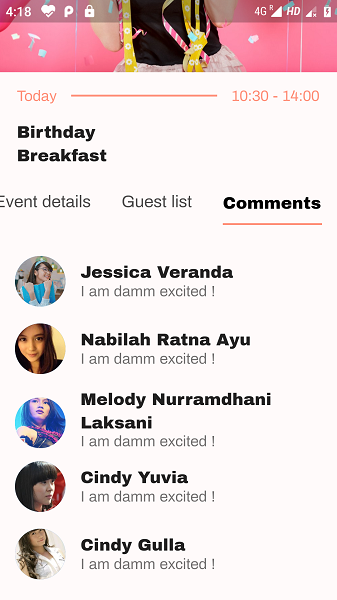 4:18
4G R HD
Today 10:30 - 14:00
Birthday
Breakfast
Event details Guest list Comments
Jessica Veranda
I am damm excited !
Nabilah Ratna Ayu
I am damm excited !
Melody Nurramdhani
Laksani
I am damm excited !
Cindy Yuvia
I am damm excited !
Cindy Gulla
I am damm excited !